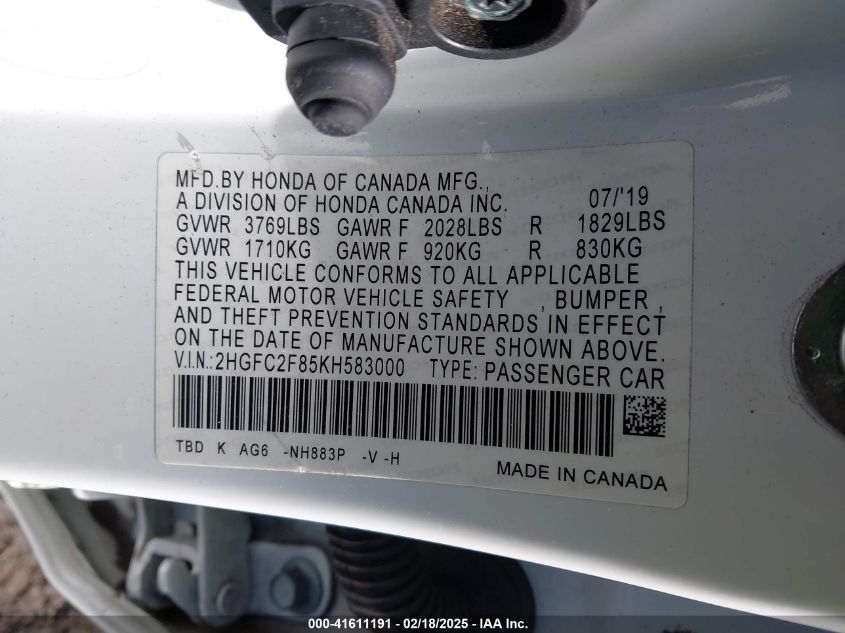 MFD.BY HONDA OF CANADA MFG.,
A DIVISION OF HONDA CANADA INC. 07/'19
GVWR 3769LBS GAWR F 2028LBS R 1829LBS
GVWR 1710KG GAWR F 920KG R 830KG
THIS VEHICLE CONFORMS TO ALL APPLICABLE
FEDERAL MOTOR VEHICLE SAFETY , BUMPER ,
AND THEFT PREVENTION STANDARDS IN EFFECT
ON THE DATE OF MANUFACTURE SHOWN ABOVE.
V.I.N.:2HGFC2F85KH583000 TYPE: PASSENGER CAR
TBD K AG6 -NH883P -V -H
MADE IN CANADA
000-41611191 / 02/18/2025 - IAA Inc.